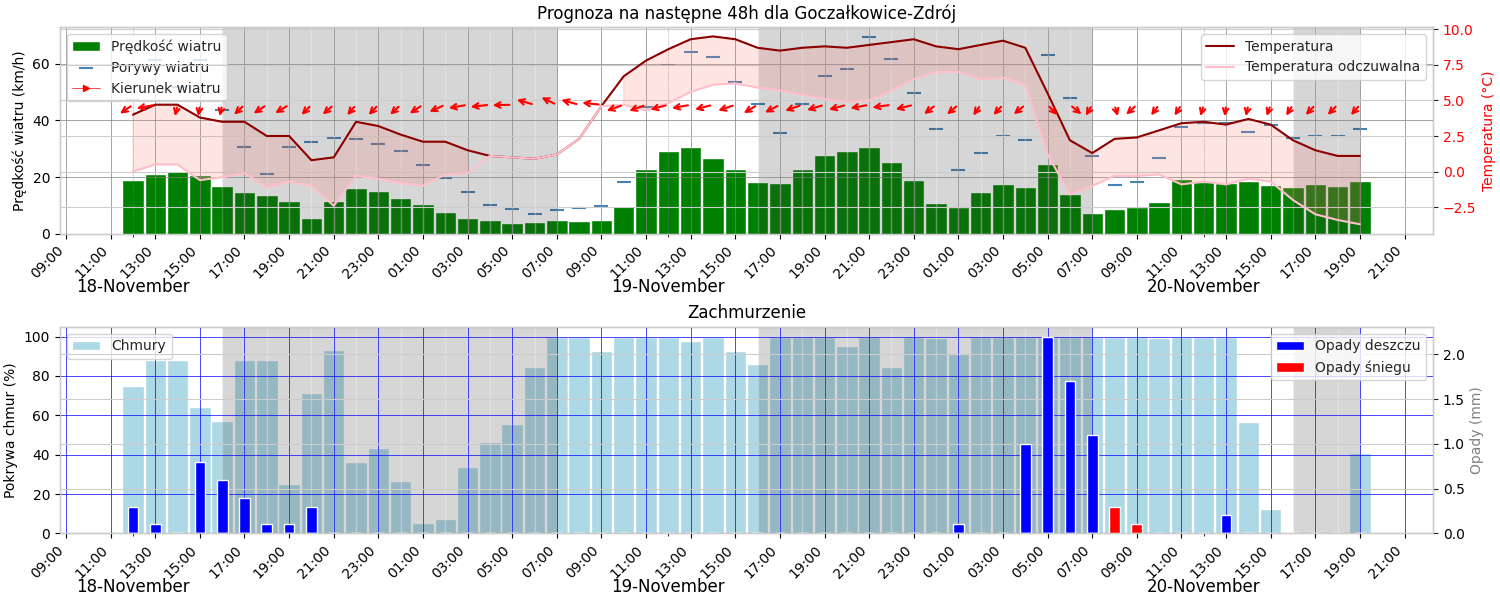 Prognoza na następne 48h dla Goczałkowice-Zdrój
Prędkość wiatru (km/h)
60
40
20
0
Prędkość wiatru
Porywy wiatru
Kierunek wiatru
Temperatura
Temperatura odczuwalna
10.0
7.5
5.0
2.5
0.0
−2.5
Temperatura (°C)
09:00 11:00 13:00 15:00 17:00 19:00 21:00 23:00 01:00 03:00 05:00 07:00 09:00 11:00 13:00 15:00 17:00 19:00 21:00 23:00 01:00 03:00 05:00 07:00 09:00 11:00 13:00 15:00 17:00 19:00 21:00
18-November 19-November 20-November
Zachmurzenie
Pokrywa chmur (%)
100
80
60
40
20
0
Chmury
Opady deszczu
Opady śniegu
2.0
1.5
1.0
0.5
0.0
Opady (mm)
09:00 11:00 13:00 15:00 17:00 19:00 21:00 23:00 01:00 03:00 05:00 07:00 09:00 11:00 13:00 15:00 17:00 19:00 21:00 23:00 01:00 03:00 05:00 07:00 09:00 11:00 13:00 15:00 17:00 19:00 21:00
18-November 19-November 20-November